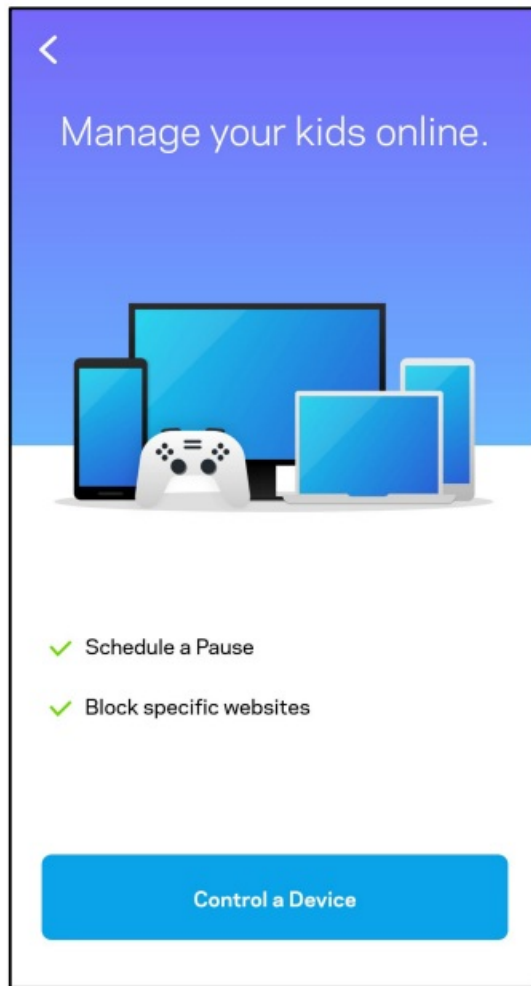 Manage your kids online.
Schedule a Pause
Block specific websites
Control a Device